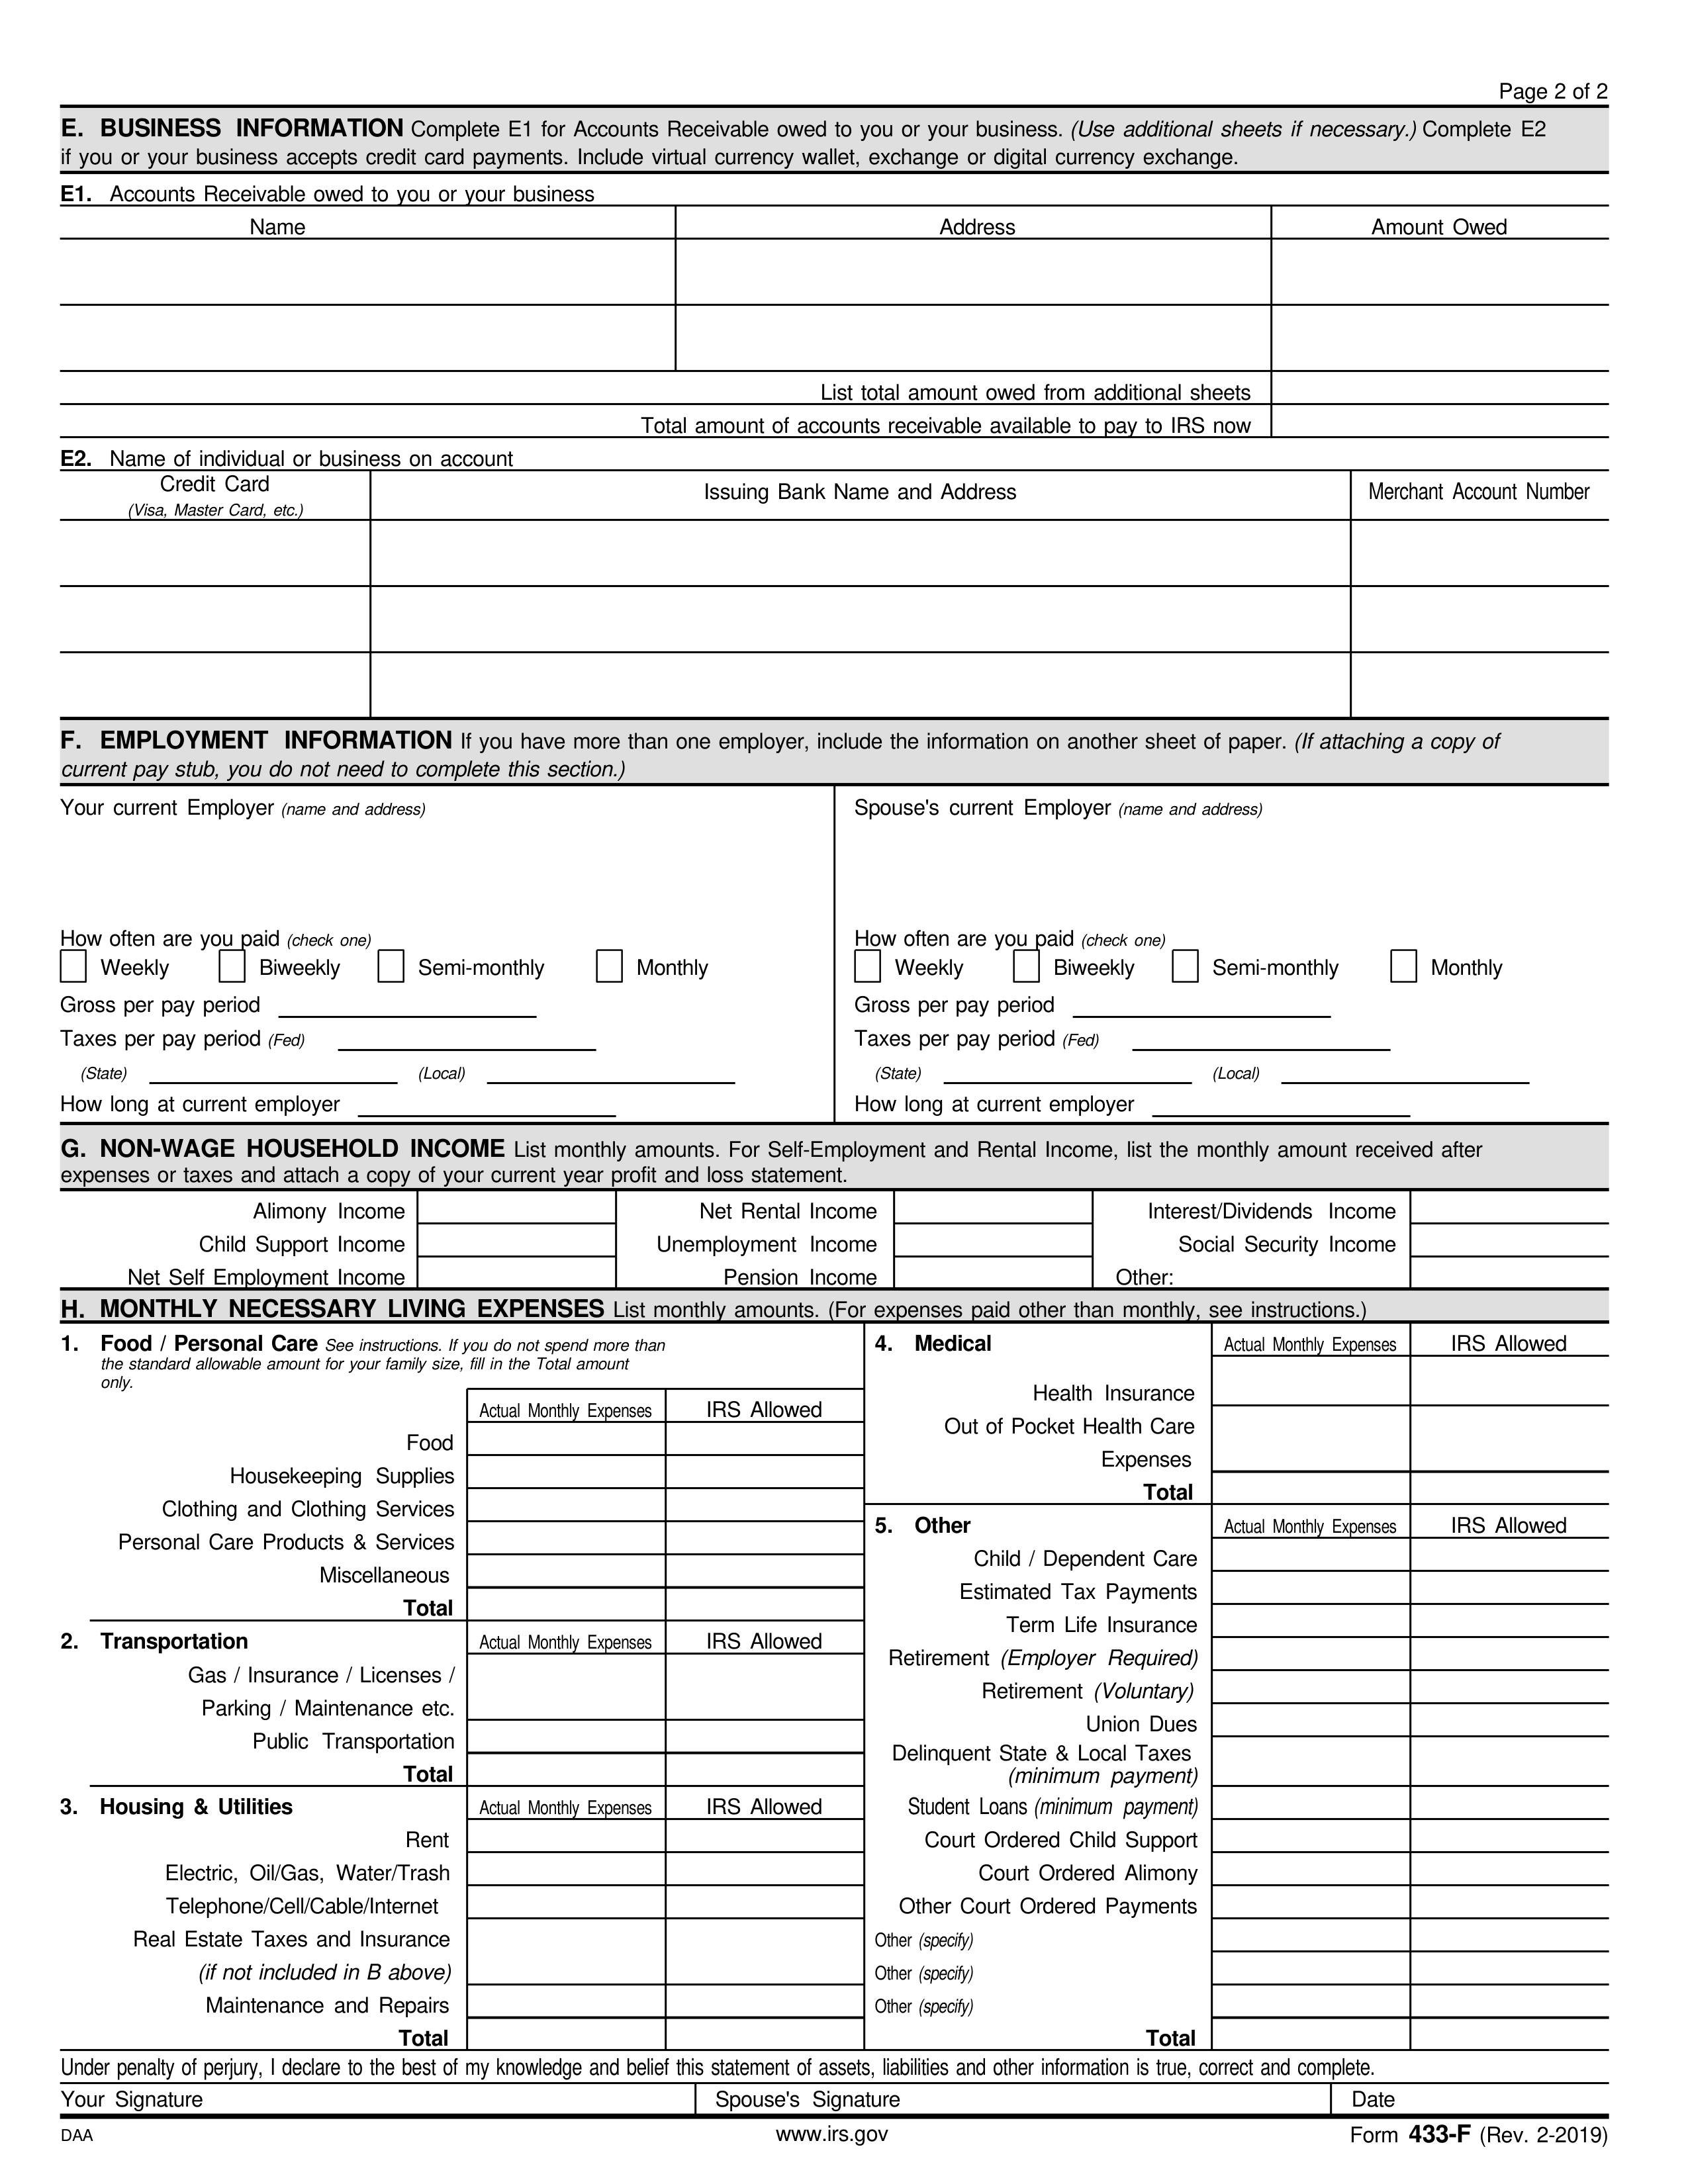 Page 2 of 2
E. BUSINESS INFORMATION Complete E1 for Accounts Receivable owed to you or your business. (Use additional sheets if necessary.) Complete E2
if you or your business accepts credit card payments. Include virtual currency wallet, exchange or digital currency exchange.
E1. Accounts Receivable owed to you or your business
Name Address Amount Owed
List total amount owed from additional sheets
Total amount of accounts receivable available to pay to IRS now
E2. Name of individual or business on account
Credit Card
(Visa, Master Card, etc.)
Issuing Bank Name and Address
Merchant Account Number
F. EMPLOYMENT INFORMATION If you have more than one employer, include the information on another sheet of paper. (If attaching a copy of
current pay stub, you do not need to complete this section.)
Your current Employer (name and address)
How often are you paid (check one)
Weekly Biweekly Semi-monthly Monthly
Gross per pay period
Taxes per pay period (Fed)
(State) (Local)
How long at current employer
Spouse's current Employer (name and address)
How often are you paid (check one)
Weekly Biweekly Semi-monthly Monthly
Gross per pay period
Taxes per pay period (Fed)
(State) (Local)
How long at current employer
G. NON-WAGE HOUSEHOLD INCOME List monthly amounts. For Self-Employment and Rental Income, list the monthly amount received after
expenses or taxes and attach a copy of your current year profit and loss statement.
Alimony Income Net Rental Income Interest/Dividends Income
Child Support Income Unemployment Income Social Security Income
Net Self Employment Income Pension Income Other:
H. MONTHLY NECESSARY LIVING EXPENSES List monthly amounts. (For expenses paid other than monthly, see instructions.)
1. Food / Personal Care See instructions. If you do not spend more than
the standard allowable amount for your family size, fill in the Total amount
only.
Actual Monthly Expenses IRS Allowed
Food
Housekeeping Supplies
Clothing and Clothing Services
Personal Care Products & Services
Miscellaneous
Total
2. Transportation Actual Monthly Expenses IRS Allowed
Gas / Insurance / Licenses /
Parking / Maintenance etc.
Public Transportation
Total
3. Housing & Utilities Actual Monthly Expenses IRS Allowed
Rent
Electric, Oil/Gas, Water/Trash
Telephone/Cell/Cable/Internet
Real Estate Taxes and Insurance
(if not included in B above)
Maintenance and Repairs
Total
4. Medical Actual Monthly Expenses IRS Allowed
Health Insurance
Out of Pocket Health Care
Expenses
Total
5. Other Actual Monthly Expenses IRS Allowed
Child / Dependent Care
Estimated Tax Payments
Term Life Insurance
Retirement (Employer Required)
Retirement (Voluntary)
Union Dues
Delinquent State & Local Taxes
(minimum payment)
Student Loans (minimum payment)
Court Ordered Child Support
Court Ordered Alimony
Other Court Ordered Payments
Other (specify)
Other (specify)
Other (specify)
Total
Under penalty of perjury, I declare to the best of my knowledge and belief this statement of assets, liabilities and other information is true, correct and complete.
Your Signature Spouse's Signature Date
DAA www.irs.gov Form 433-F (Rev. 2-2019)